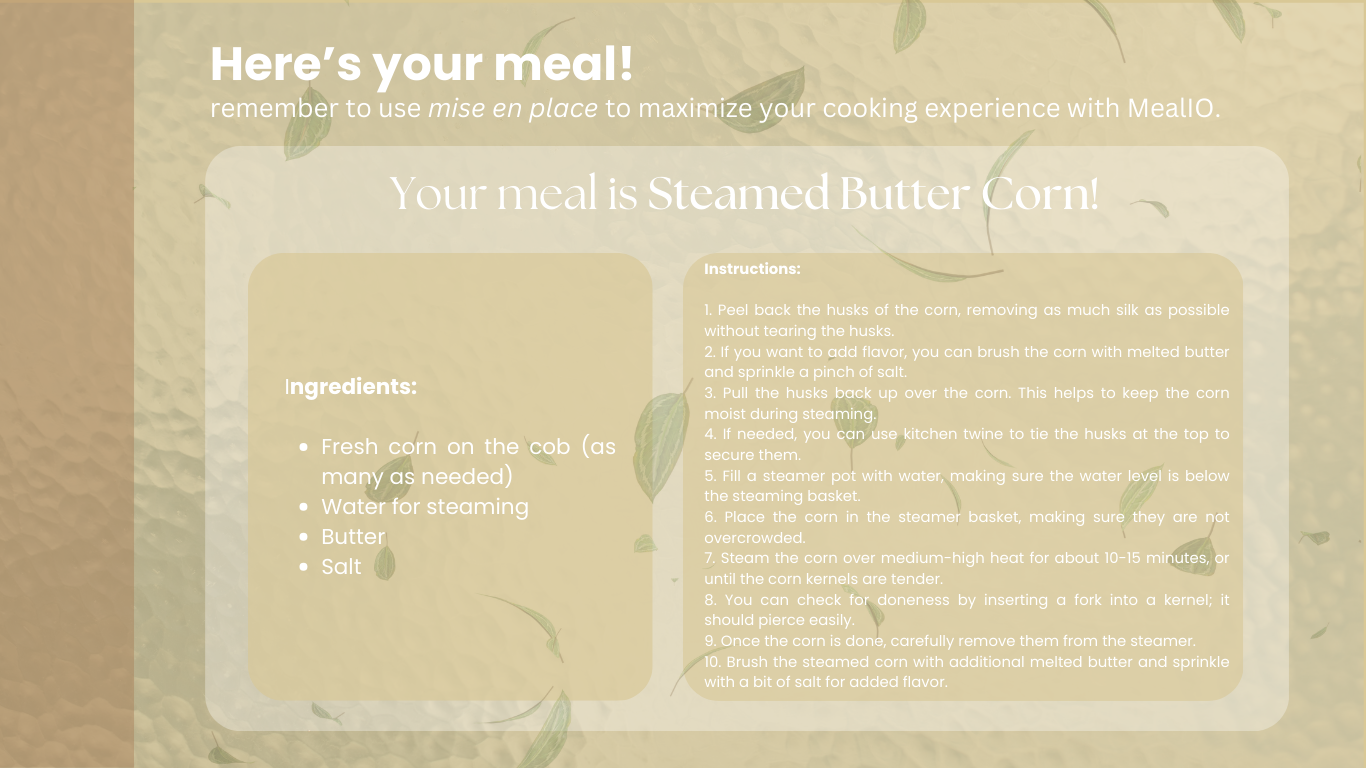 Here’s your meal!
remember to use mise en place to maximize your cooking experience with MealIO.
Your meal is Steamed Butter Corn!
Ingredients:
• Fresh corn on the cob (as
many as needed)
• Water for steaming
• Butter
• Salt
Instructions:
1. Peel back the husks of the corn, removing as much silk as possible
without tearing the husks.
2. If you want to add flavor, you can brush the corn with melted butter
and sprinkle a pinch of salt.
3. Pull the husks back up over the corn. This helps to keep the corn
moist during steaming.
4. If needed, you can use kitchen twine to tie the husks at the top to
secure them.
5. Fill a steamer pot with water, making sure the water level is below
the steaming basket.
6. Place the corn in the steamer basket, making sure they are not
overcrowded.
7. Steam the corn over medium-high heat for about 10-15 minutes, or
until the corn kernels are tender.
8. You can check for doneness by inserting a fork into a kernel; it
should pierce easily.
9. Once the corn is done, carefully remove them from the steamer.
10. Brush the steamed corn with additional melted butter and sprinkle
with a bit of salt for added flavor.